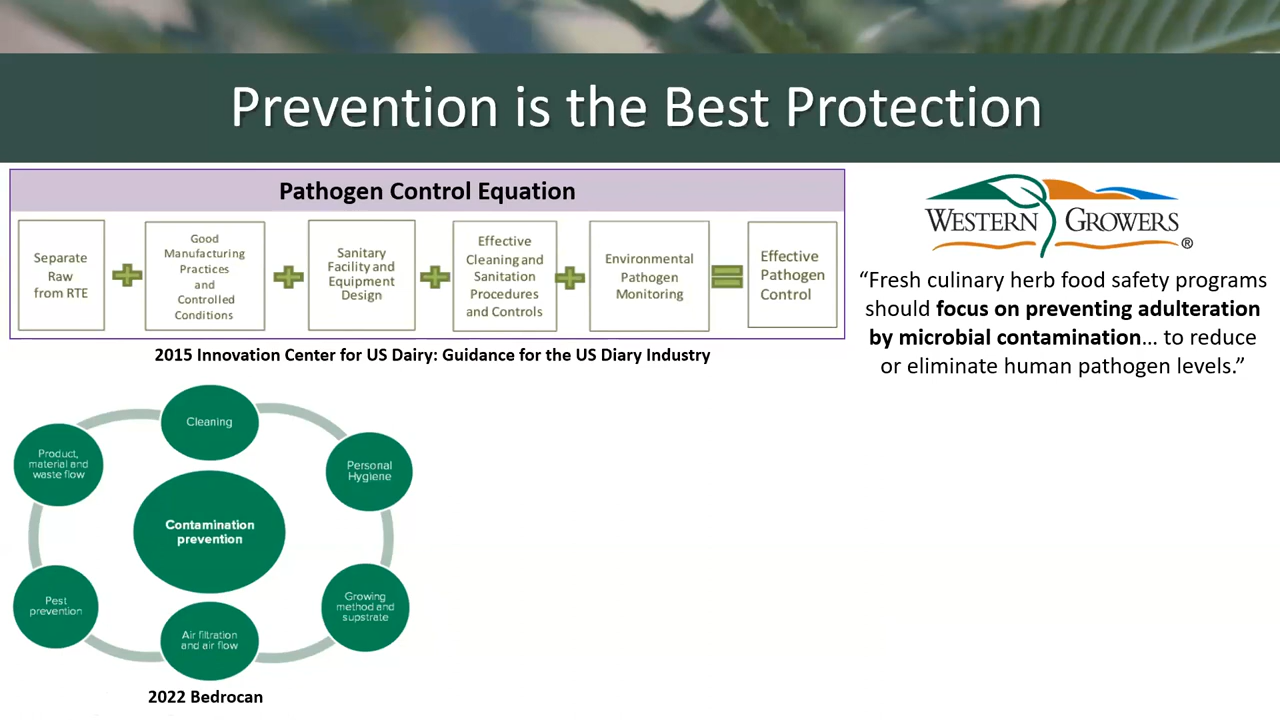 Prevention is the Best Protection
Pathogen Control Equation
Separate
Raw
from RTE
Good
Manufacturing
Practices
and
Controlled
Conditions
Sanitary
Facility and
Equipment
Design
Effective
Cleaning and
Sanitation
Procedures
and Controls
Environmental
Pathogen
Monitoring
Effective
Pathogen
Control
2015 Innovation Center for US Dairy: Guidance for the US Diary Industry
WESTERN GROWERS ®
“Fresh culinary herb food safety programs
should focus on preventing adulteration
by microbial contamination… to reduce
or eliminate human pathogen levels.”
Cleaning
Personal
Hygiene
Growing
method and
supstrate
Air filtration
and air flow
Pest
prevention
Product,
material and
waste flow
Contamination
prevention
2022 Bedrocan